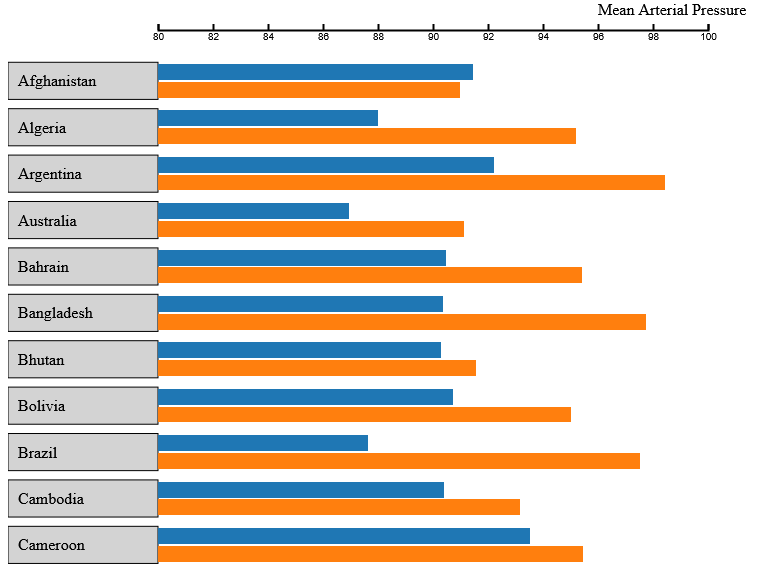 Mean Arterial Pressure
80 82 84 86 88 90 92 94 96 98 100
Afghanistan
Algeria
Argentina
Australia
Bahrain
Bangladesh
Bhutan
Bolivia
Brazil
Cambodia
Cameroon